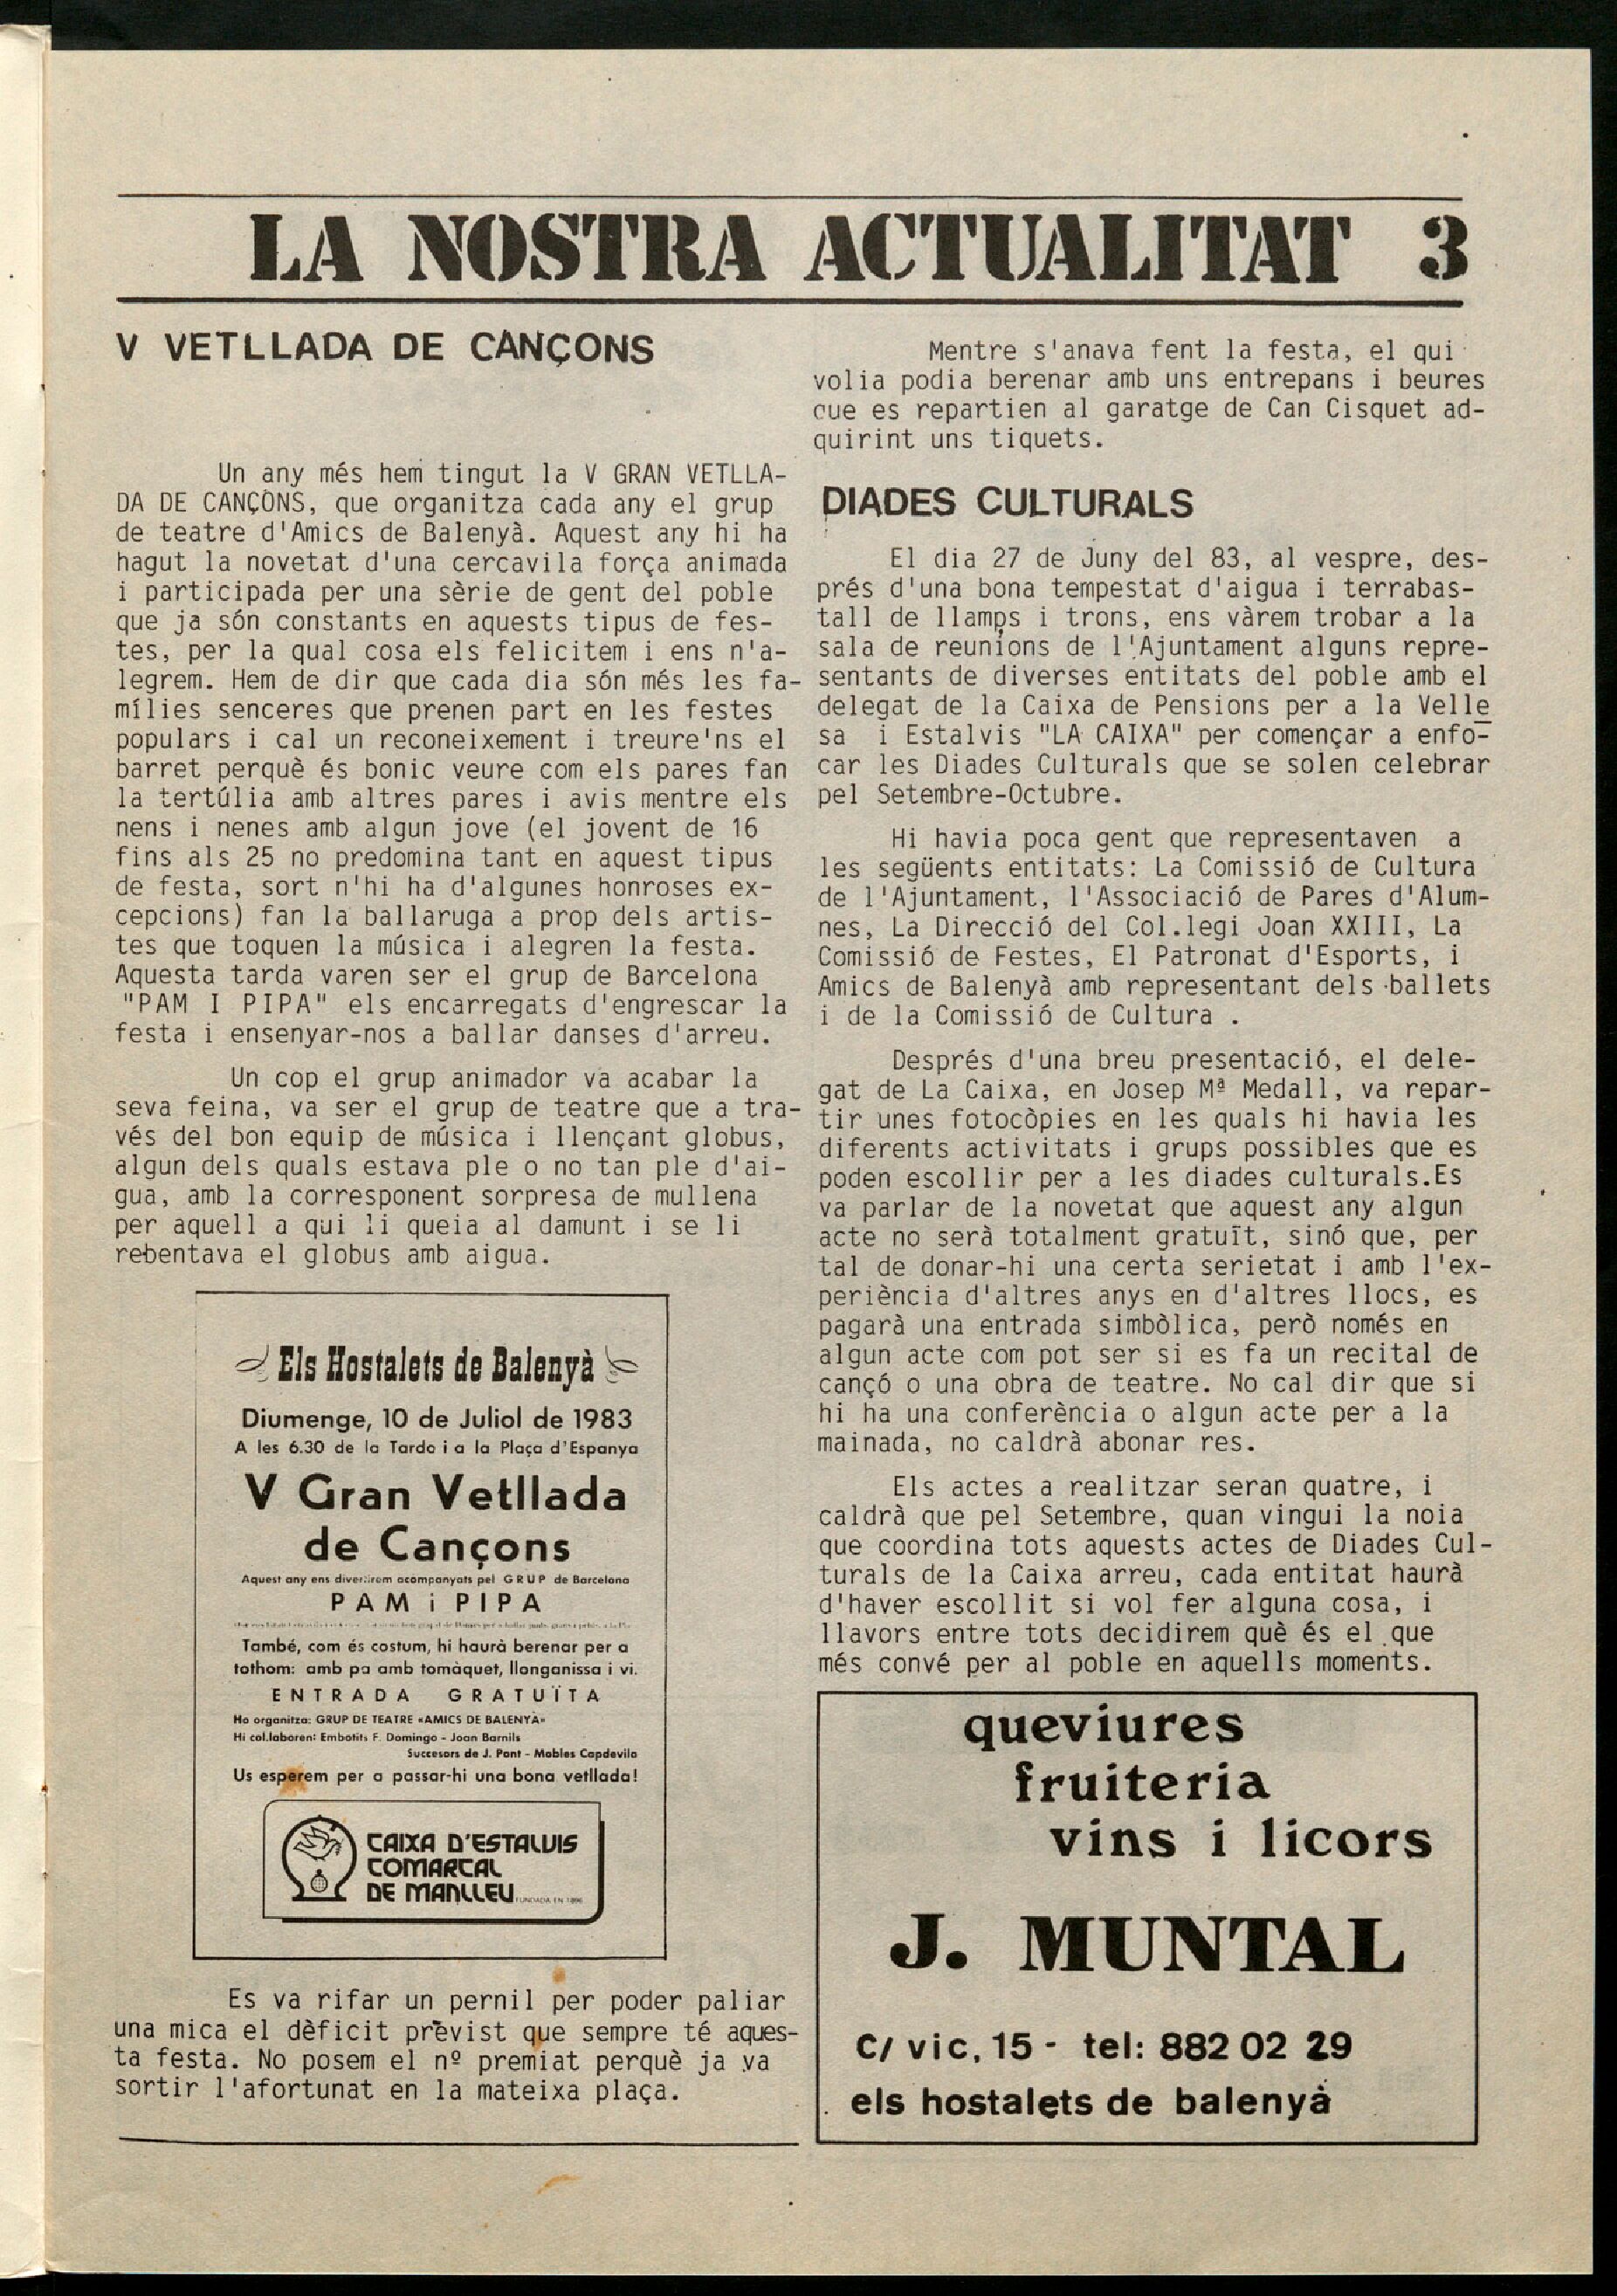 LA NOSTRA ACTUALITAT 3
V VETLLADA DE CANÇONS
Un any més hem tingut la V GRAN VETLLA-
DA DE CANÇONS, que organitza cada any el grup
de teatre d'Amics de Balenyà. Aquest any hi ha
hagut la novetat d'una cercavila força animada
i participada per una sèrie de gent del poble
que ja són constants en aquests tipus de fes-
tes, per la qual cosa els felicitem i ens n'a-
legrem. Hem de dir que cada dia són més les fa-
mílies senceres que prenen part en les festes
populars i cal un reconeixement i treure'ns el
barret perquè és bonic veure com els pares fan
la tertúlia amb altres pares i avis mentre els
nens i nenes amb algun jove (el jovent de 16
fins als 25 no predomina tant en aquest tipus
de festa, sort n'hi ha d'algunes honroses ex-
cepcions) fan la ballaruga a prop dels artis-
tes que toquen la música i alegren la festa.
Aquesta tarda varen ser el grup de Barcelona
"PAM I PIPA" els encarregats d'engrescar la
festa i ensenyar-nos a ballar danses d'arreu.
Un cop el grup animador va acabar la
seva feina, va ser el grup de teatre que a tra-
vés del bon equip de música i llençant globus,
algun dels quals estava ple o no tan ple d'ai-
gua, amb la corresponent sorpresa de mullena
per aquell a qui li queia al damunt i se li
rebentava el globus amb aigua.
Els Hostalets de Balenyà
Diumenge, 10 de Juliol de 1983
A les 6.30 de la Tarda i a la Plaça d'Espanya
V Gran Vetllada
de Cançons
Aquest any ens divertirem acompanyats pel GRUP de Barcelona
PAM i PIPA
També, com és costum, hi haurà berenar per a
tothom: amb pa amb tomàquet, llonganissa i vi.
ENTRADA GRATUÏTA
Ho organitza: GRUP DE TEATRE «AMICS DE BALENYÀ»
Hi col.laboren: Embotits F. Domingo - Joan Barnils
Succesors de J. Pont - Mobles Capdevila
Us esperem per a passar-hi una bona vetllada!
CAIXA D'ESTALVIS
COMARCAL
DE MANLLEU
FUNDADA EN 1896
Es va rifar un pernil per poder paliar
una mica el dèficit prèvist que sempre té aques-
ta festa. No posem el nº premiat perquè ja va
sortir l'afortunat en la mateixa plaça.
Mentre s'anava fent la festa, el qui
volia podia berenar amb uns entrepans i beures
cue es repartien al garatge de Can Cisquet ad-
quirint uns tiquets.
DIADES CULTURALS
El dia 27 de Juny del 83, al vespre, des-
prés d'una bona tempestat d'aigua i terrabas-
tall de llamps i trons, ens vàrem trobar a la
sala de reunions de l'Ajuntament alguns repre-
sentants de diverses entitats del poble amb el
delegat de la Caixa de Pensions per a la Velle
sa i Estalvis "LA CAIXA" per començar a enfo-
car les Diades Culturals que se solen celebrar
pel Setembre-Octubre.
Hi havia poca gent que representaven a
les següents entitats: La Comissió de Cultura
de l'Ajuntament, l'Associació de Pares d'Alum-
nes, La Direcció del Col.legi Joan XXIII, La
Comissió de Festes, El Patronat d'Esports, i
Amics de Balenyà amb representant dels ballets
i de la Comissió de Cultura .
Després d'una breu presentació, el dele-
gat de La Caixa, en Josep Mª Medall, va repar-
tir unes fotocòpies en les quals hi havia les
diferents activitats i grups possibles que es
poden escollir per a les diades culturals.Es
va parlar de la novetat que aquest any algun
acte no serà totalment gratuït, sinó que, per
tal de donar-hi una certa serietat i amb l'ex-
periència d'altres anys en d'altres llocs, es
pagarà una entrada simbòlica, però només en
algun acte com pot ser si es fa un recital de
cançó o una obra de teatre. No cal dir que si
hi ha una conferència o algun acte per a la
mainada, no caldrà abonar res.
Els actes a realitzar seran quatre, i
caldrà que pel Setembre, quan vingui la noia
que coordina tots aquests actes de Diades Cul-
turals de la Caixa arreu, cada entitat haurà
d'haver escollit si vol fer alguna cosa, i
llavors entre tots decidirem què és el que
més convé per al poble en aquells moments.
queviures
fruiteria
vins i licors
J. MUNTAL
C/ vic, 15 - tel: 882 02 29
els hostalets de balenyà